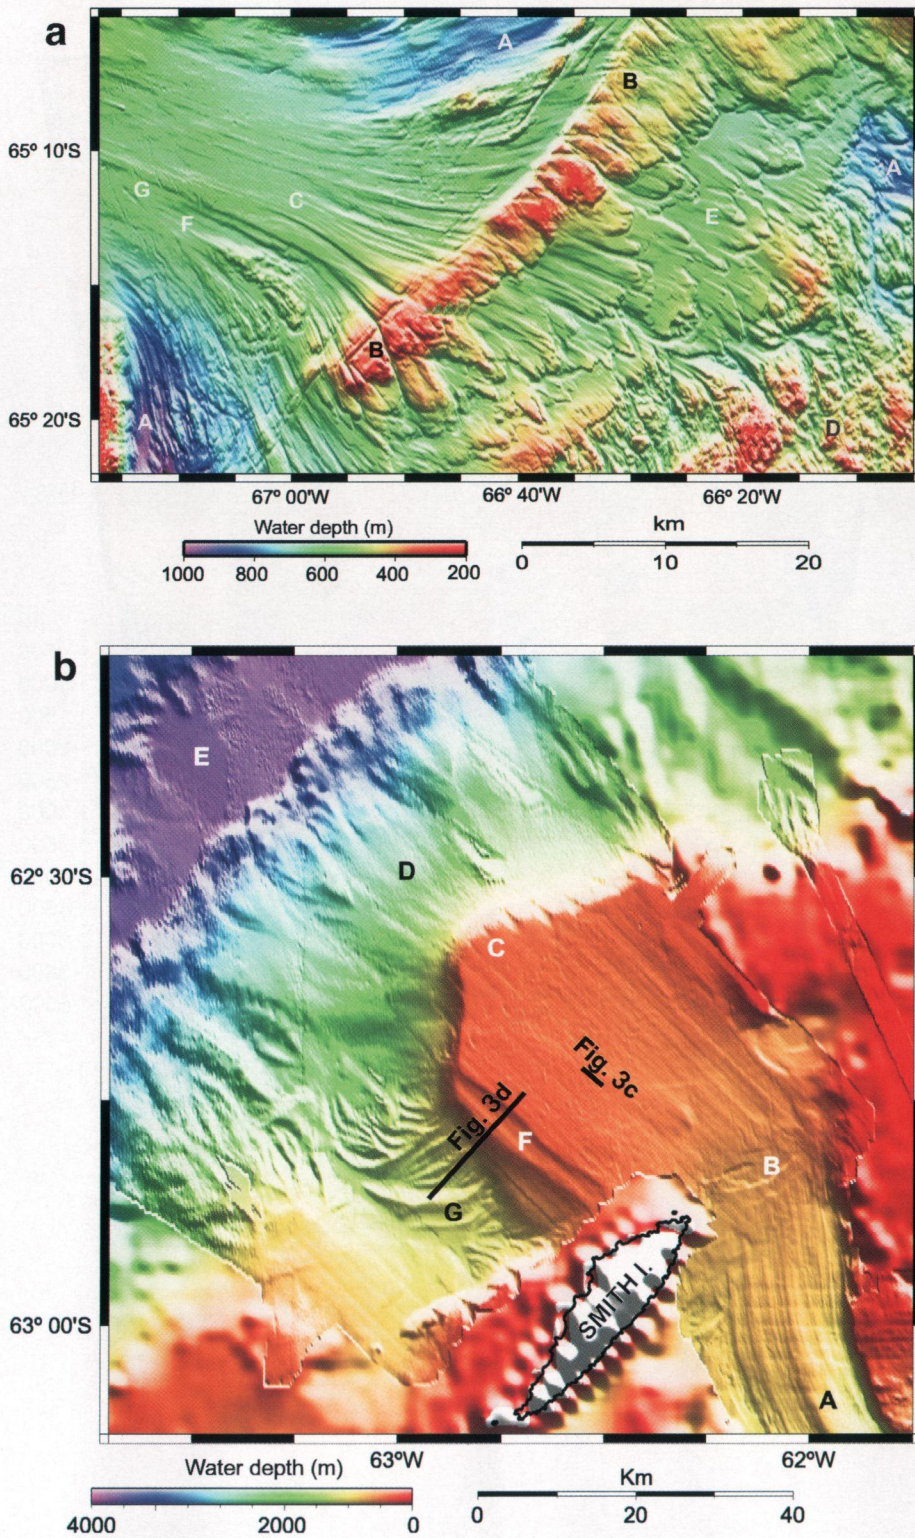 a
A
B
65° 10'S
A
G
C
F
E
B
A
65° 20'S
D
67° 00'W 66° 40'W 66° 20'W
Water depth (m)
1000 800 600 400 200
km
0 10 20
b
E
D
62° 30'S
C
Fig. 3c
Fig. 3d
F
B
G
SMITH I.
63° 00'S
A
63°W 62°W
Water depth (m)
4000 2000 0
Km
0 20 40